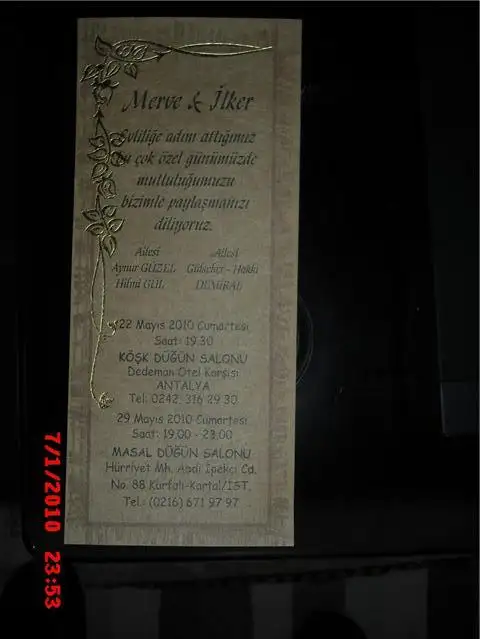 Merve & İlker
Evliliğe adım attığımız
bu çok özel günümüzde
mutluluğumuzu
bizimle paylaşmanızı
diliyoruz.
Ailesi Ailesi
Aynur GÜZEL Gülseher - Hakkı
Hilmi GÜL DEMİRAL
22 Mayıs 2010 Cumartesi
Saat: 19.30
KÖŞK DÜĞÜN SALONU
Dedeman Otel Karşısı
ANTALYA
Tel: 0242. 316 29 30
29 Mayıs 2010 Cumartesi
Saat: 19.00 - 23.00
MASAL DÜĞÜN SALONU
Hürriyet Mh. Abdi İpekçi Cd.
No. 88 Kurfalı-Kartal/İST.
Tel.: (0216) 671 97 97
7/1/2010 23:53